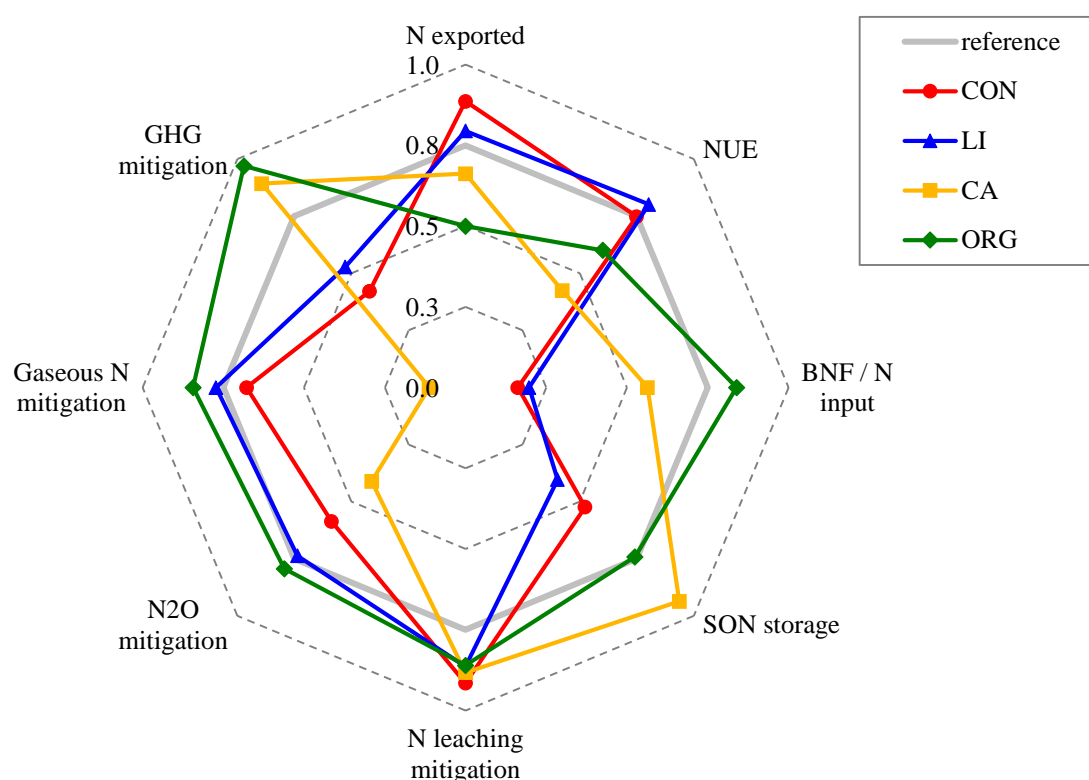 N exported
1.0
reference
CON
GHG
mitigation
0.8
NUE
LI
CA
0.5
ORG
0.3
Gaseous N
mitigation
0.0
BNF / N
input
N2O
mitigation
SON storage
N leaching
mitigation